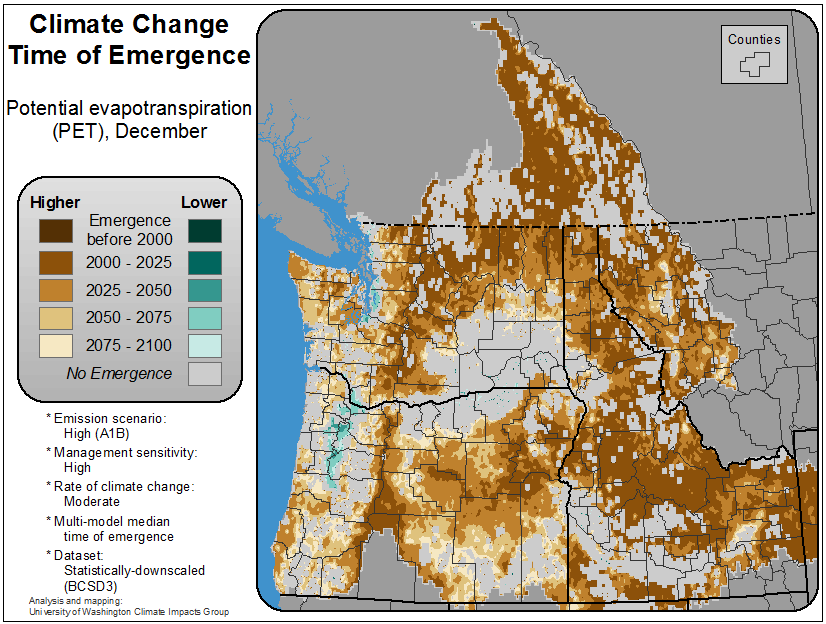 Climate Change
Time of Emergence
Potential evapotranspiration
(PET), December
Higher Lower
Emergence
before 2000
2000 - 2025
2025 - 2050
2050 - 2075
2075 - 2100
No Emergence
* Emission scenario:
High (A1B)
* Management sensitivity:
High
* Rate of climate change:
Moderate
* Multi-model median
time of emergence
* Dataset:
Statistically-downscaled
(BCSD3)
Analysis and mapping:
University of Washington Climate Impacts Group
Counties